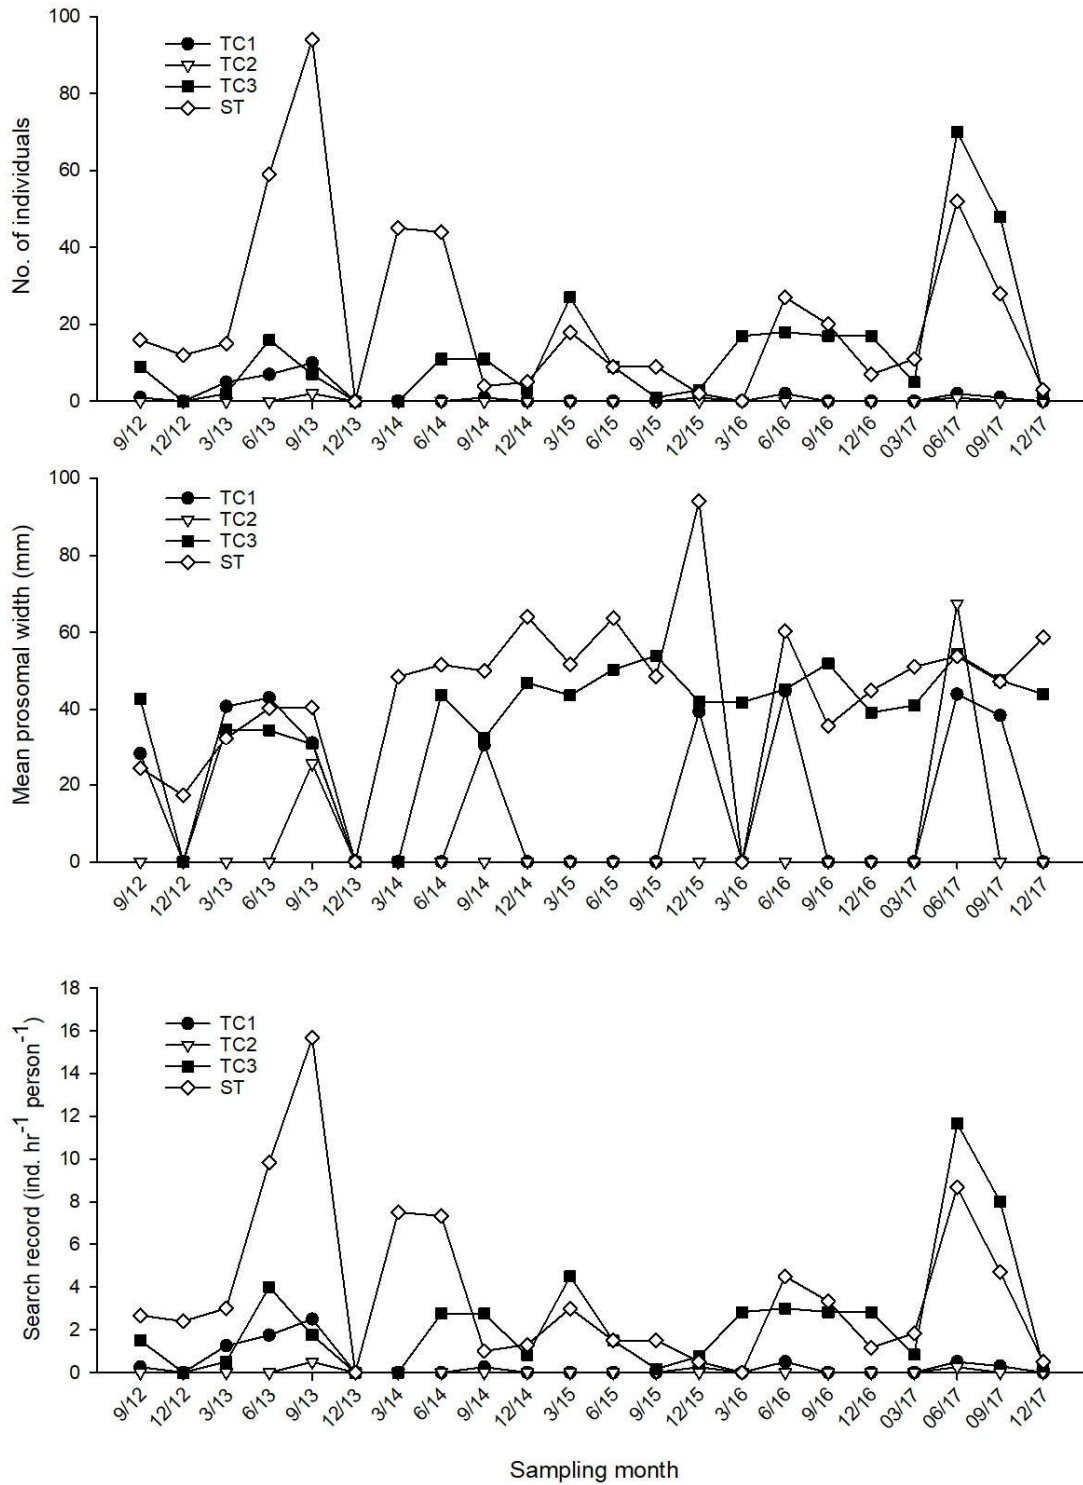 No. of individuals
100
80
60
40
20
0
TC1
TC2
TC3
ST
9/12 12/12 3/13 6/13 9/13 12/13 3/14 6/14 9/14 12/14 3/15 6/15 9/15 12/15 3/16 6/16 9/16 12/16 03/17 06/17 09/17 12/17
Mean prosomal width (mm)
100
80
60
40
20
0
TC1
TC2
TC3
ST
9/12 12/12 3/13 6/13 9/13 12/13 3/14 6/14 9/14 12/14 3/15 6/15 9/15 12/15 3/16 6/16 9/16 12/16 03/17 06/17 09/17 12/17
Search record (ind. hr⁻¹ person⁻¹)
18
16
14
12
10
8
6
4
2
0
TC1
TC2
TC3
ST
9/12 12/12 3/13 6/13 9/13 12/13 3/14 6/14 9/14 12/14 3/15 6/15 9/15 12/15 3/16 6/16 9/16 12/16 03/17 06/17 09/17 12/17
Sampling month